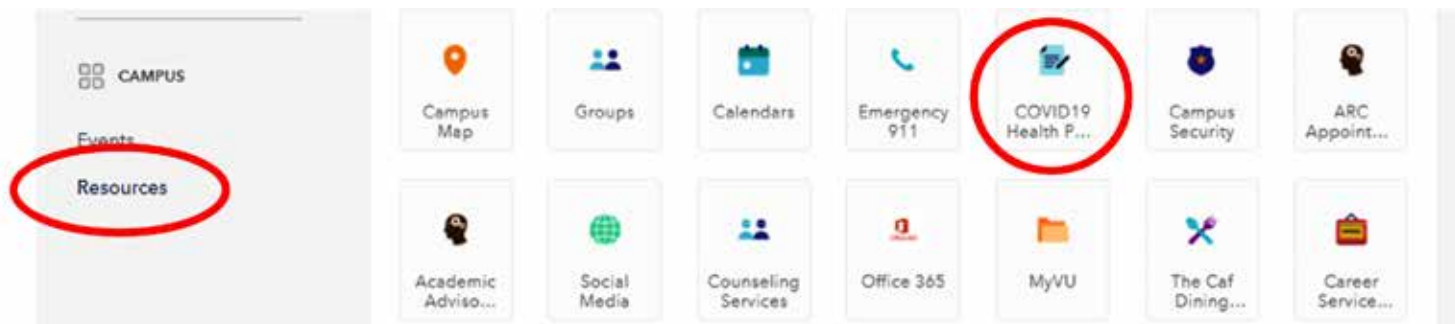 CAMPUS
Events
Resources
Campus
Map
Groups
Calendars
Emergency
911
COVID19
Health P...
Campus
Security
ARC
Appoint...
Academic
Adviso...
Social
Media
Counseling
Services
Office 365
MyVU
The Caf
Dining...
Career
Service...